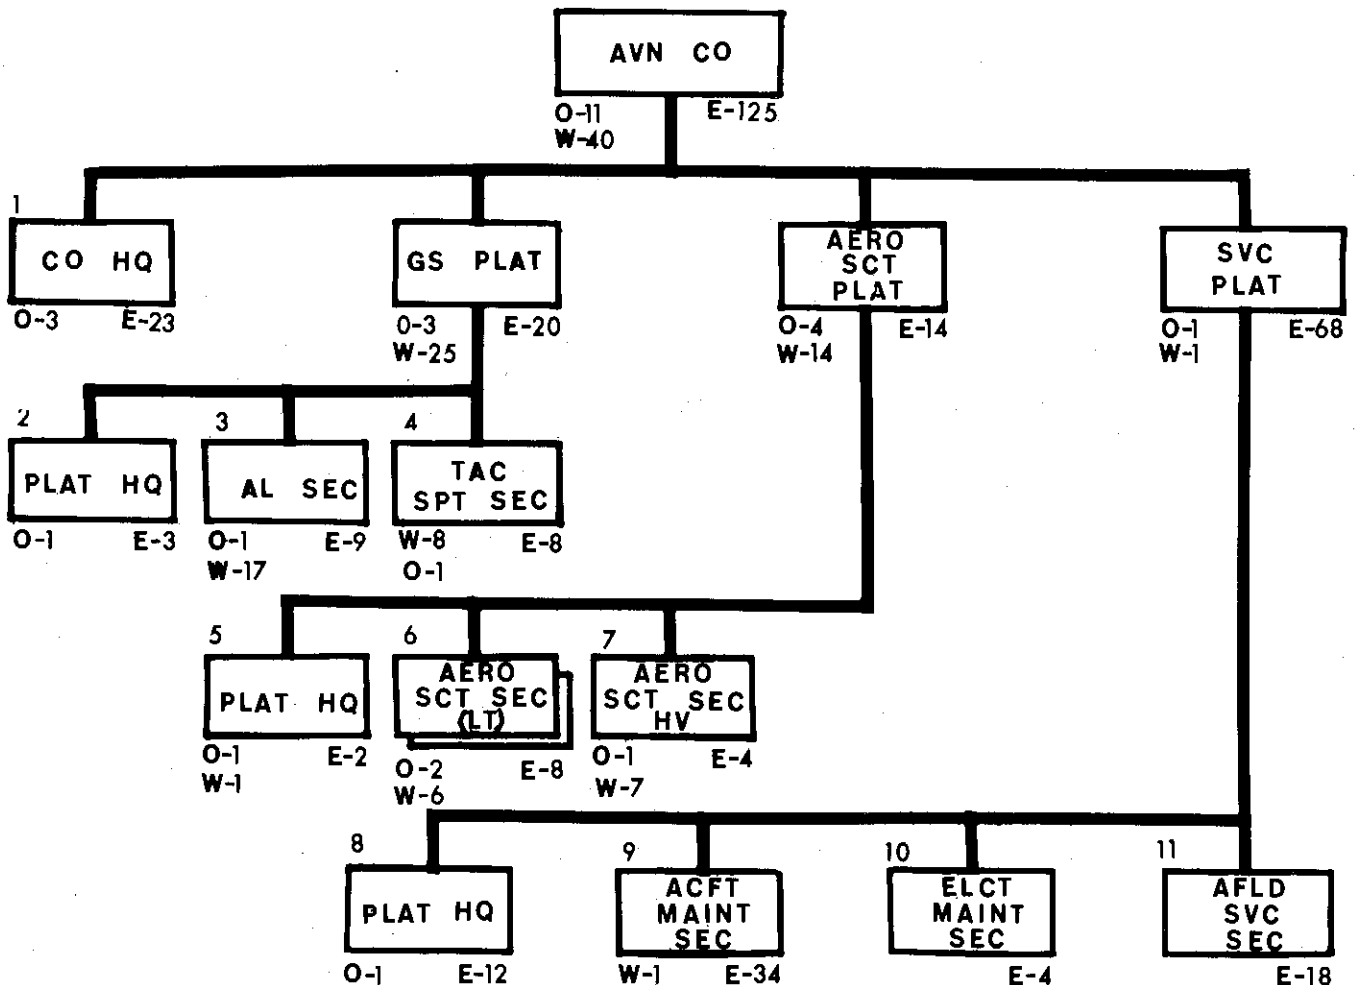 AVN CO
O-11 E-125
W-40
1
CO HQ
O-3 E-23
GS PLAT
O-3 E-20
W-25
AERO
SCT
PLAT
O-4 E-14
W-14
SVC
PLAT
O-1 E-68
W-1
2
PLAT HQ
O-1 E-3
3
AL SEC
O-1 E-9
W-17
4
TAC
SPT SEC
W-8 E-8
O-1
5
PLAT HQ
O-1 E-2
W-1
6
AERO
SCT SEC
(LT)
O-2 E-8
W-6
7
AERO
SCT SEC
HV
O-1 E-4
W-7
8
PLAT HQ
O-1 E-12
9
ACFT
MAINT
SEC
W-1 E-34
10
ELCT
MAINT
SEC
E-4
11
AFLD
SVC
SEC
E-18